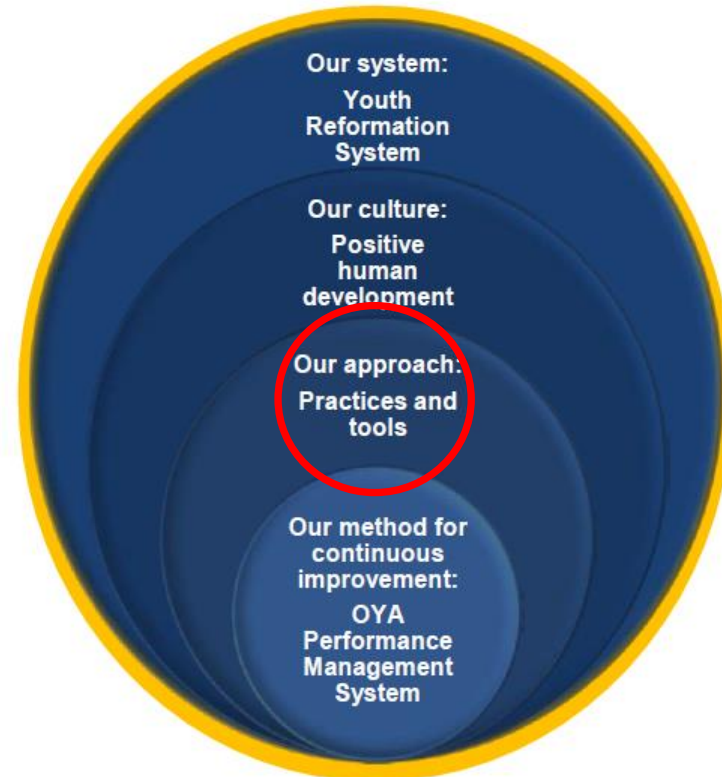 Our system:
Youth
Reformation
System
Our culture:
Positive
human
development
Our approach:
Practices and
tools
Our method for
continuous
improvement:
OYA
Performance
Management
System